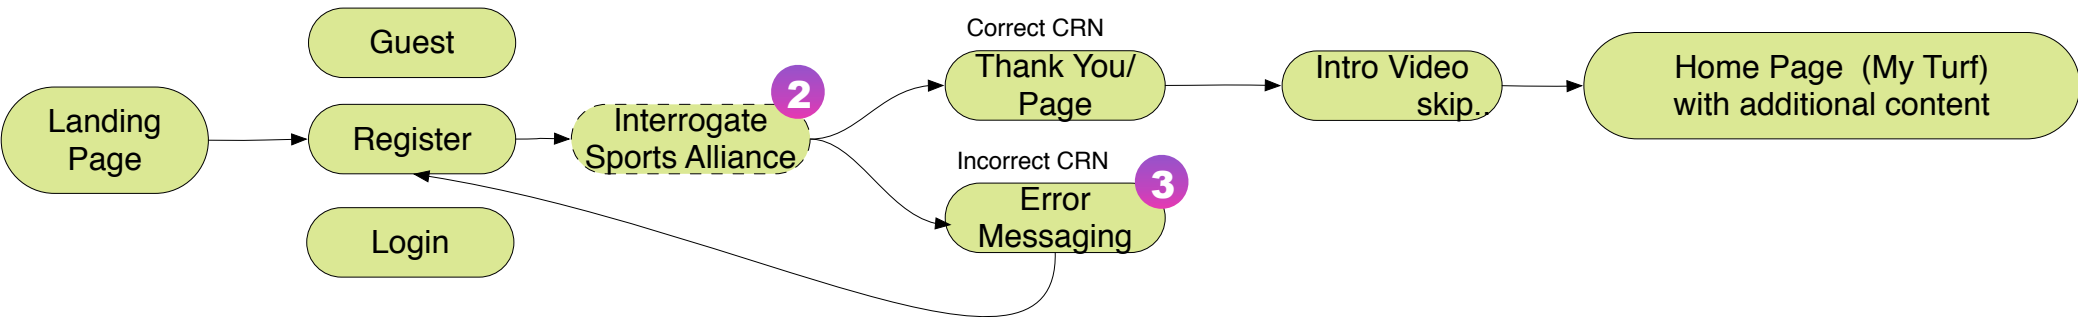 Landing
Page
Guest
Register
Login
2
Interrogate
Sports Alliance
Correct CRN
Thank You/
Page
Incorrect CRN
3
Error
Messaging
Intro Video
skip..
Home Page  (My Turf)
with additional content